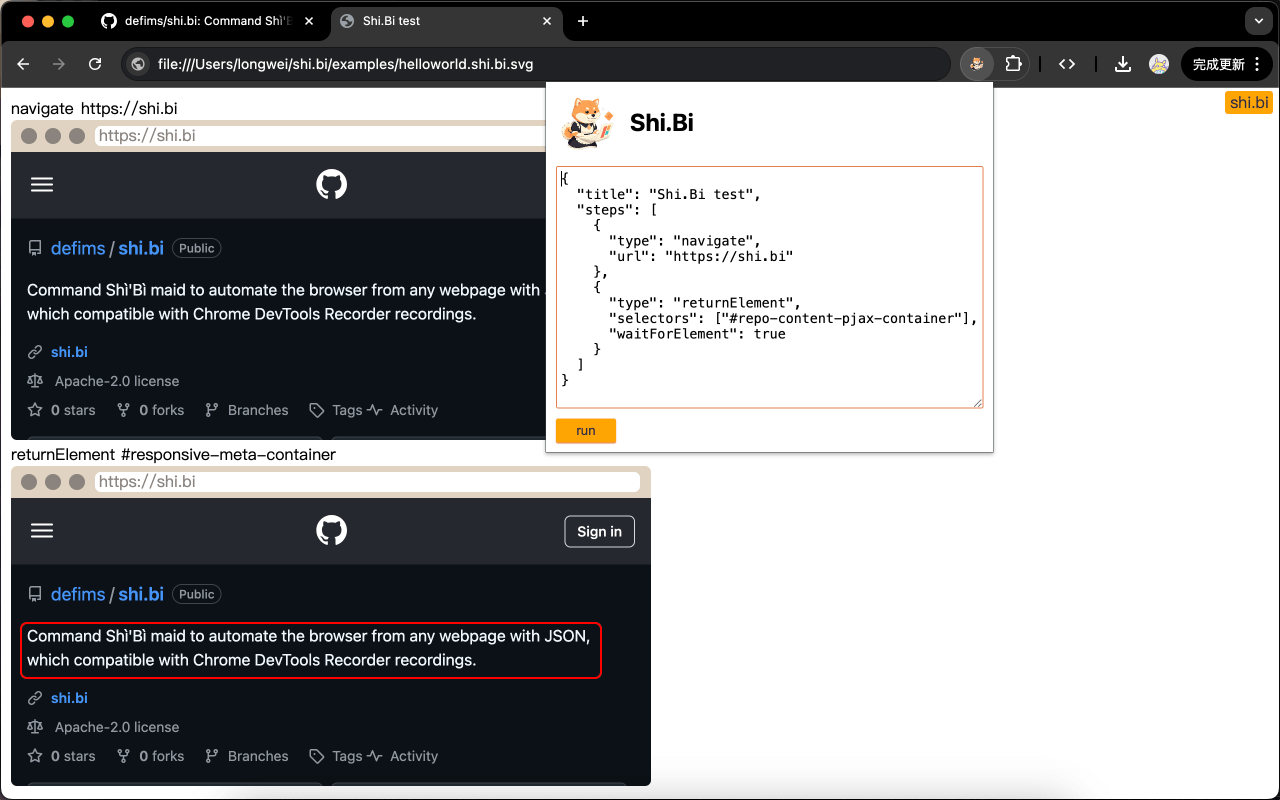 defims/shi.bi: Command Shì'B
Shi.Bi test
file:///Users/longwei/shi.bi/examples/helloworld.shi.bi.svg
完成更新
navigate https://shi.bi
shi.bi
https://shi.bi
defims / shi.bi Public
Command Shì'Bì maid to automate the browser from any webpage with
which compatible with Chrome DevTools Recorder recordings.
shi.bi
Apache-2.0 license
0 stars 0 forks Branches Tags Activity
Shi.Bi
{
"title": "Shi.Bi test",
"steps": [
{
"type": "navigate",
"url": "https://shi.bi"
},
{
"type": "returnElement",
"selectors": ["#repo-content-pjax-container"],
"waitForElement": true
}
]
}
run
returnElement #responsive-meta-container
https://shi.bi
Sign in
defims / shi.bi Public
Command Shì'Bì maid to automate the browser from any webpage with JSON,
which compatible with Chrome DevTools Recorder recordings.
shi.bi
Apache-2.0 license
0 stars 0 forks Branches Tags Activity